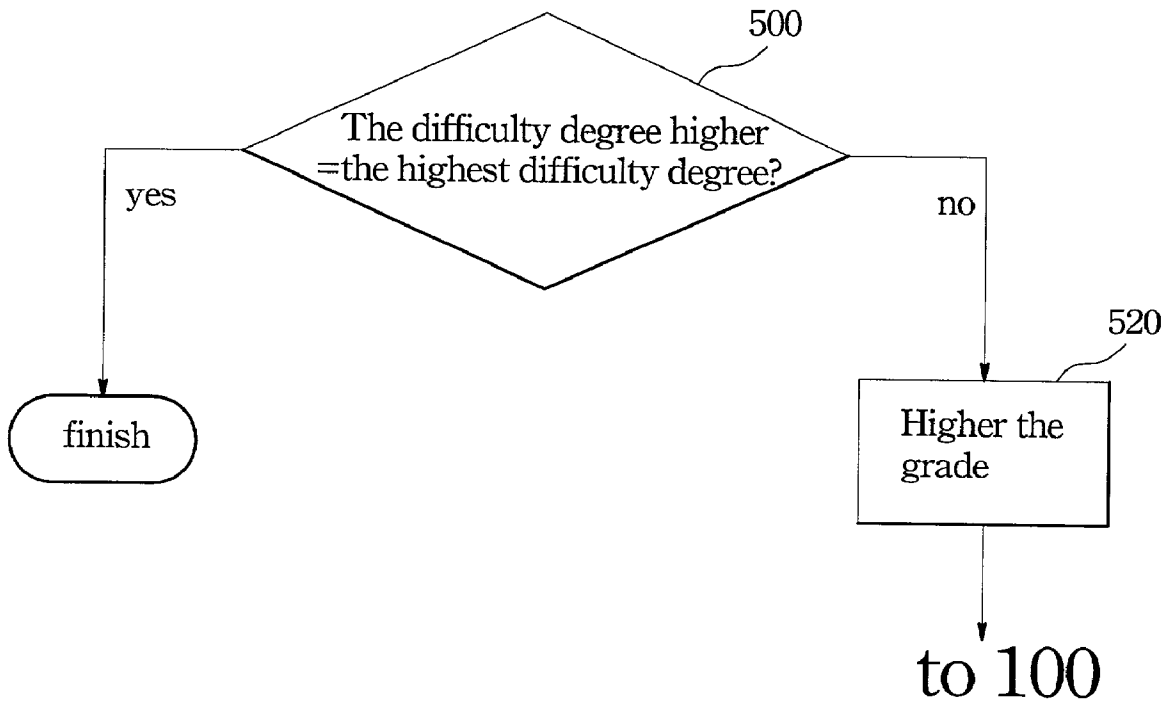 500
The difficulty degree higher
=the highest difficulty degree?
yes
no
520
finish
Higher the
grade
to 100